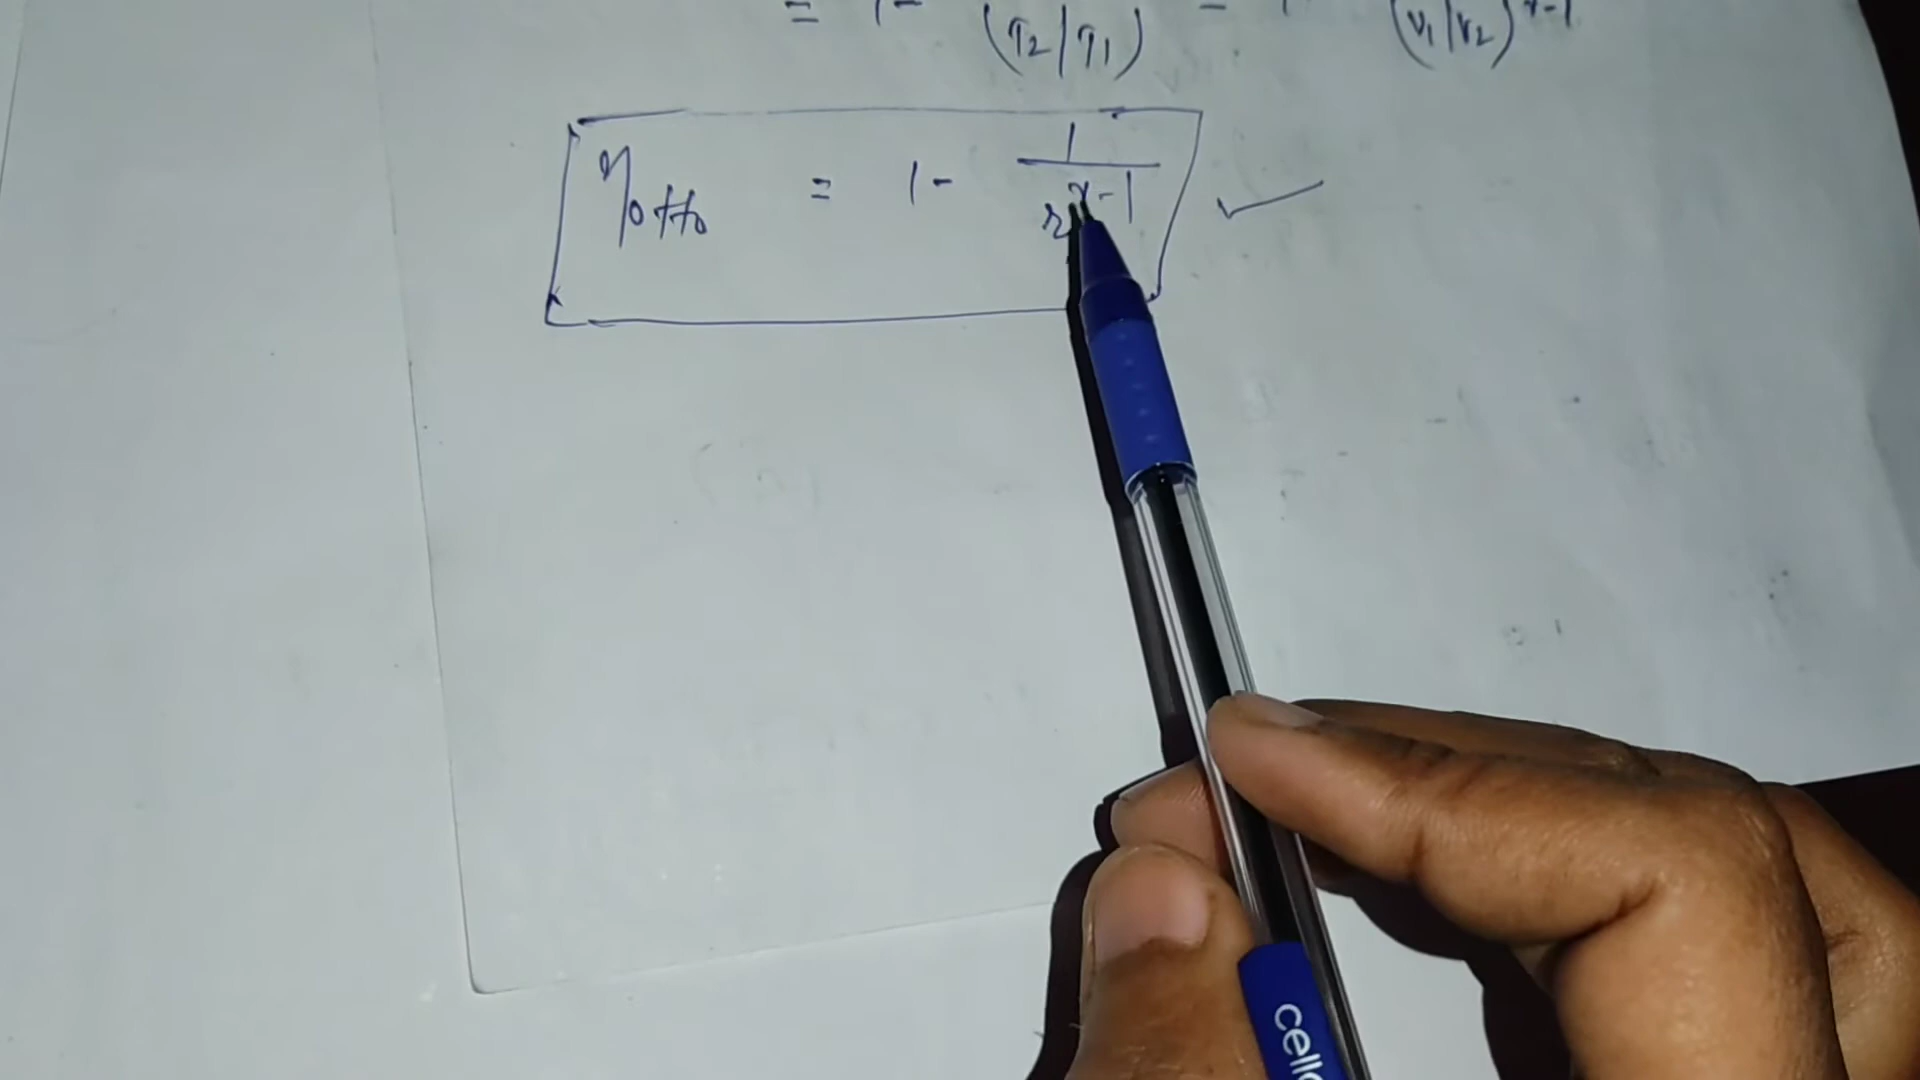 = 1 - (T2/T1) = 1 (V1/V2)^γ-1
η otto = 1 - 1/r^γ-1 ✓
cello